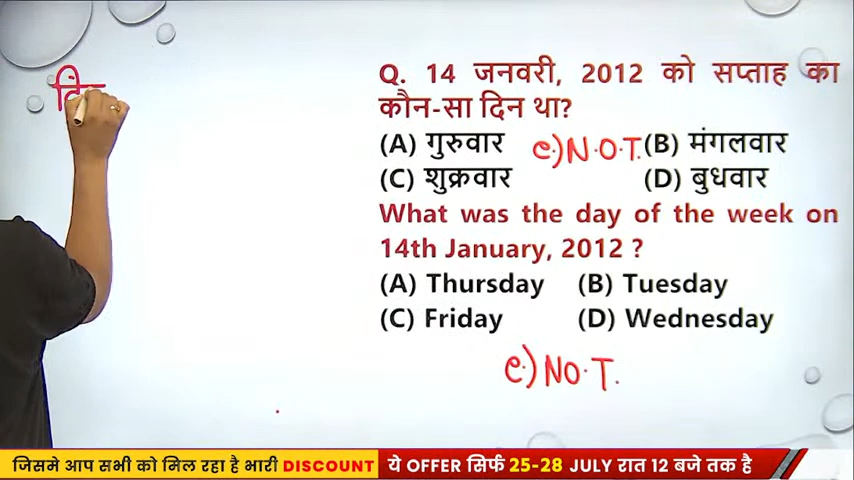 दि
Q. 14 जनवरी, 2012 को सप्ताह का
कौन-सा दिन था?
(A) गुरुवार e.) N.O.T. (B) मंगलवार
(C) शुक्रवार (D) बुधवार
What was the day of the week on
14th January, 2012 ?
(A) Thursday (B) Tuesday
(C) Friday (D) Wednesday
e.) NO.T.
जिसमे आप सभी को मिल रहा है भारी DISCOUNT ये OFFER सिर्फ 25-28 JULY रात 12 बजे तक है